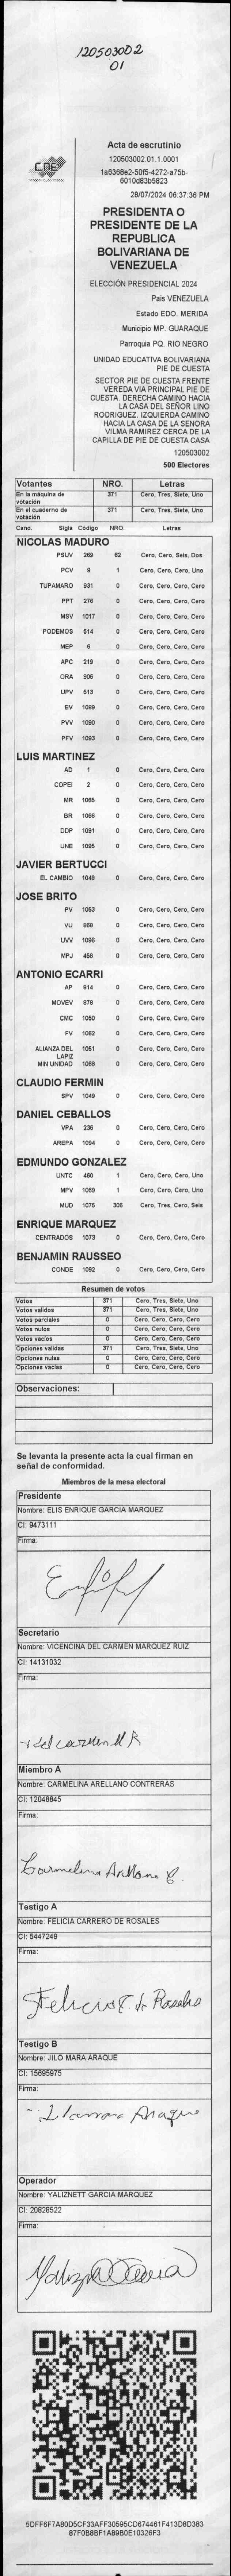 120503002
01
CNE
Acta de escrutinio
120503002.01.1.0001
1a6368e2-50f5-4272-a75b-
6010d83b5823
28/07/2024 06:37:36 PM
PRESIDENTA O
PRESIDENTE DE LA
REPUBLICA
BOLIVARIANA DE
VENEZUELA
ELECCIÓN PRESIDENCIAL 2024
Pais VENEZUELA
Estado EDO. MERIDA
Municipio MP. GUARAQUE
Parroquia PQ. RIO NEGRO
UNIDAD EDUCATIVA BOLIVARIANA
PIE DE CUESTA
SECTOR PIE DE CUESTA FRENTE
VEREDA VIA PRINCIPAL PIE DE
CUESTA. DERECHA CAMINO HACIA
LA CASA DEL SEÑOR LINO
RODRIGUEZ. IZQUIERDA CAMINO
HACIA LA CASA DE LA SEÑORA
VILMA RAMIREZ CERCA DE LA
CAPILLA DE PIE DE CUESTA CASA
120503002
500 Electores
Votantes NRO. Letras
En la máquina de votación 371 Cero, Tres, Siete, Uno
En el cuaderno de votación 371 Cero, Tres, Siete, Uno
Cand. Sigla Código NRO. Letras
NICOLAS MADURO
PSUV 269 62 Cero, Cero, Seis, Dos
PCV 9 1 Cero, Cero, Cero, Uno
TUPAMARO 931 0 Cero, Cero, Cero, Cero
PPT 276 0 Cero, Cero, Cero, Cero
MSV 1017 0 Cero, Cero, Cero, Cero
PODEMOS 514 0 Cero, Cero, Cero, Cero
MEP 6 0 Cero, Cero, Cero, Cero
APC 219 0 Cero, Cero, Cero, Cero
ORA 506 0 Cero, Cero, Cero, Cero
UPV 513 0 Cero, Cero, Cero, Cero
EV 1089 0 Cero, Cero, Cero, Cero
PVV 1090 0 Cero, Cero, Cero, Cero
PFV 1093 0 Cero, Cero, Cero, Cero
LUIS MARTINEZ
AD 1 0 Cero, Cero, Cero, Cero
COPEI 2 0 Cero, Cero, Cero, Cero
MR 1065 0 Cero, Cero, Cero, Cero
BR 1066 0 Cero, Cero, Cero, Cero
DDP 1091 0 Cero, Cero, Cero, Cero
UNE 1095 0 Cero, Cero, Cero, Cero
JAVIER BERTUCCI
EL CAMBIO 1048 0 Cero, Cero, Cero, Cero
JOSE BRITO
PV 1053 0 Cero, Cero, Cero, Cero
VU 869 0 Cero, Cero, Cero, Cero
UVV 1096 0 Cero, Cero, Cero, Cero
MPJ 458 0 Cero, Cero, Cero, Cero
ANTONIO ECARRI
AP 914 0 Cero, Cero, Cero, Cero
MOVEV 978 0 Cero, Cero, Cero, Cero
CMC 1050 0 Cero, Cero, Cero, Cero
FV 1062 0 Cero, Cero, Cero, Cero
ALIANZA DEL LAPIZ 1051 0 Cero, Cero, Cero, Cero
MIN UNIDAD 1068 0 Cero, Cero, Cero, Cero
CLAUDIO FERMIN
SPV 1049 0 Cero, Cero, Cero, Cero
DANIEL CEBALLOS
VPA 236 0 Cero, Cero, Cero, Cero
AREPA 1094 0 Cero, Cero, Cero, Cero
EDMUNDO GONZALEZ
UNTC 460 1 Cero, Cero, Cero, Uno
MPV 1069 1 Cero, Cero, Cero, Uno
MUD 1075 306 Cero, Tres, Cero, Seis
ENRIQUE MARQUEZ
CENTRADOS 1073 0 Cero, Cero, Cero, Cero
BENJAMIN RAUSSEO
CONDE 1092 0 Cero, Cero, Cero, Cero
Resumen de votos
Votos 371 Cero, Tres, Siete, Uno
Votos validos 371 Cero, Tres, Siete, Uno
Votos parciales 0 Cero, Cero, Cero, Cero
Votos nulos 0 Cero, Cero, Cero, Cero
Votos vacios 0 Cero, Cero, Cero, Cero
Opciones validas 371 Cero, Tres, Siete, Uno
Opciones nulas 0 Cero, Cero, Cero, Cero
Opciones vacias 0 Cero, Cero, Cero, Cero
Observaciones:
Se levanta la presente acta la cual firman en
señal de conformidad.
Miembros de la mesa electoral
Presidente
Nombre: ELIS ENRIQUE GARCIA MARQUEZ
CI: 9473111
Firma:
Secretario
Nombre: VICENCINA DEL CARMEN MARQUEZ RUIZ
CI: 14131032
Firma:
del carmen M R
Miembro A
Nombre: CARMELINA ARELLANO CONTRERAS
CI: 12048845
Firma:
Carmelina Arellano C.
Testigo A
Nombre: FELICIA CARRERO DE ROSALES
CI: 5447249
Firma:
Felicia C. de Rosales
Testigo B
Nombre: JILO MARA ARAQUE
CI: 15695975
Firma:
Araque
Operador
Nombre: YALIZNETT GARCIA MARQUEZ
CI: 20828522
Firma:
5DFF6F7A80D5CF33AFF30595CD674461F413D8D383
87F0B8BF1A89B0E10326F3